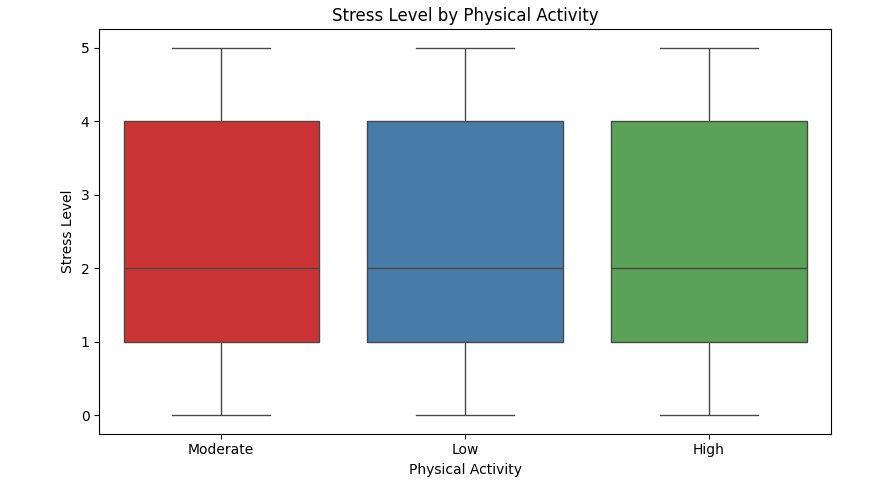 Stress Level by Physical Activity
Stress Level
5
4
3
2
1
0
Moderate
Low
High
Physical Activity